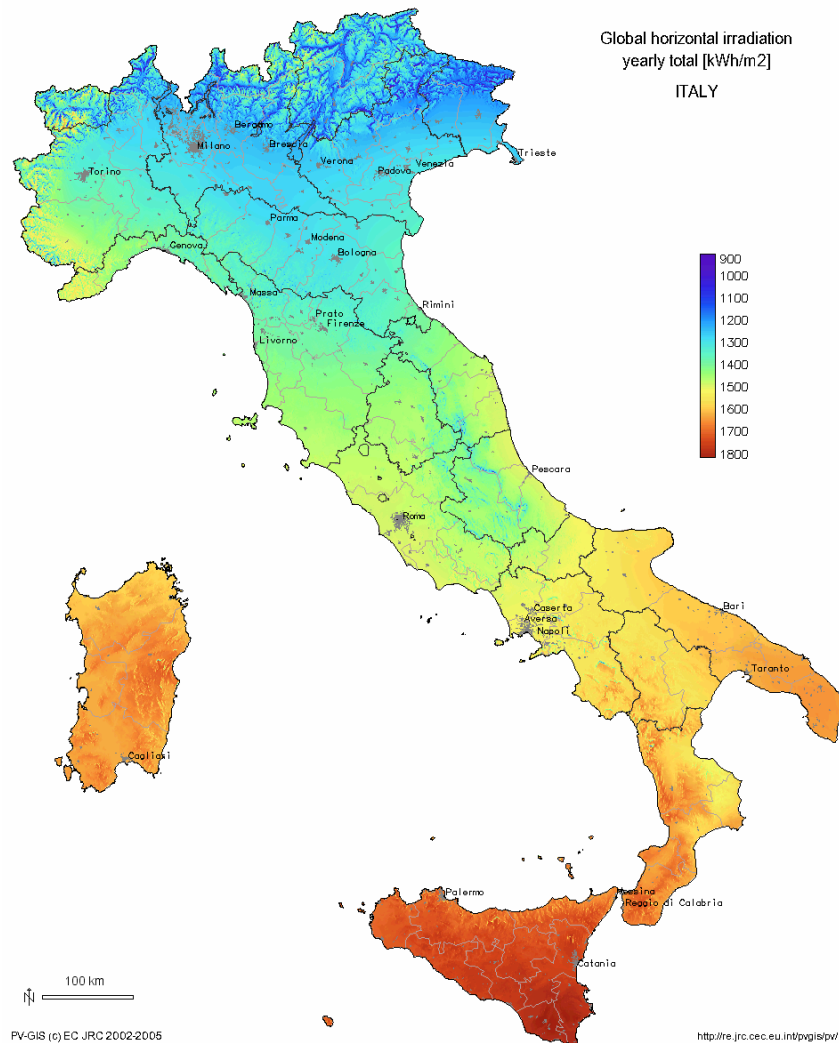 Global horizontal irradiation
yearly total [kWh/m2]
ITALY
Bergamo
Milano
Brescia
Trieste
Verona
Venezia
Torino
Padova
Parma
Modena
Genova
Bologna
900
1000
1100
1200
1300
1400
1500
1600
1700
1800
Massa
Rimini
Prato
Firenze
Livorno
Pescara
Roma
Caserta
Aversa
Napoli
Bari
Taranto
Cagliari
Palermo
Messina
Reggio di Calabria
Catania
100 km
N
PV-GIS (c) EC JRC 2002-2005
http://re.jrc.cec.eu.int/pvgis/pv/